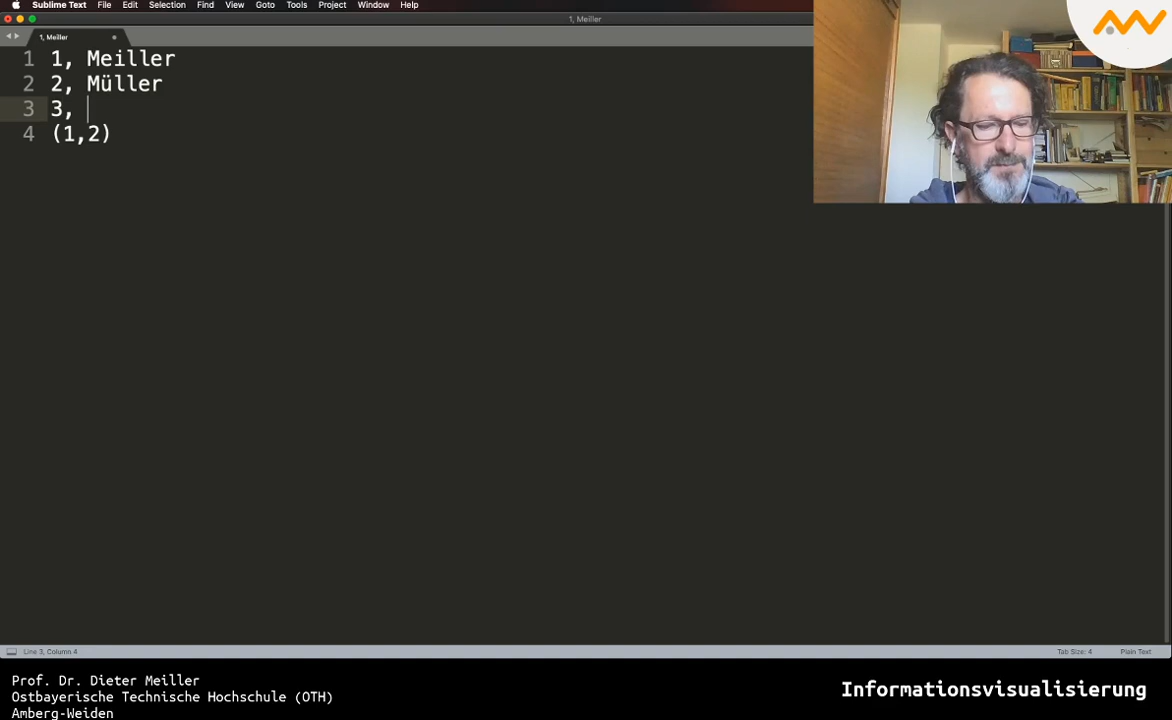 Sublime Text File Edit Selection Find View Goto Tools Project Window Help
1, Meiller
1, Meiller
1 1, Meiller
2 2, Müller
3 3,
4 (1,2)
Line 3, Column 4
Tab Size: 4
Plain Text
Prof. Dr. Dieter Meiller
Ostbayerische Technische Hochschule (OTH)
Amberg-Weiden
Informationsvisualisierung